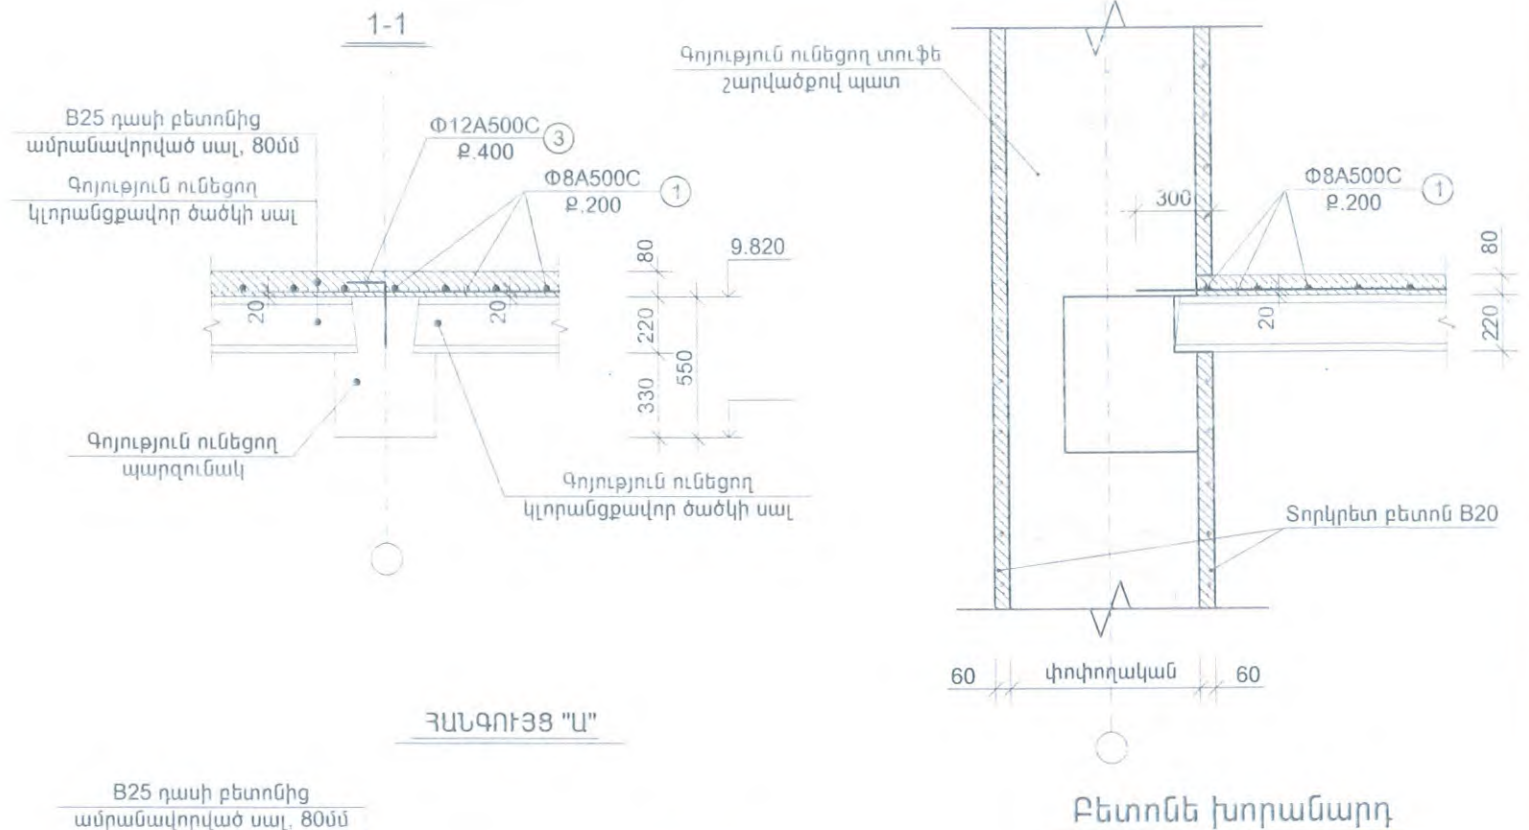 1-1
B25 դասի բետոնից
ամրանավորված սալ, 80մմ
Գոյություն ունեցող
կլորանցքավոր ծածկի սալ
Փ12A500C
Ք.400
3
Փ8A500C
Ք.200
1
80
9.820
20
20
220
550
330
Գոյություն ունեցող
պարզունակ
Գոյություն ունեցող
կլորանցքավոր ծածկի սալ
Գոյություն ունեցող տուֆե
շարվածքով պատ
300
Փ8A500C
Ք.200
1
80
20
220
Տորկրետ բետոն B20
60
փոփոխական
60
ՀԱՆԳՈՒՅՑ "Ա"
B25 դասի բետոնից
ամրանավորված սալ, 80մմ
Բետոնե խորանարդ